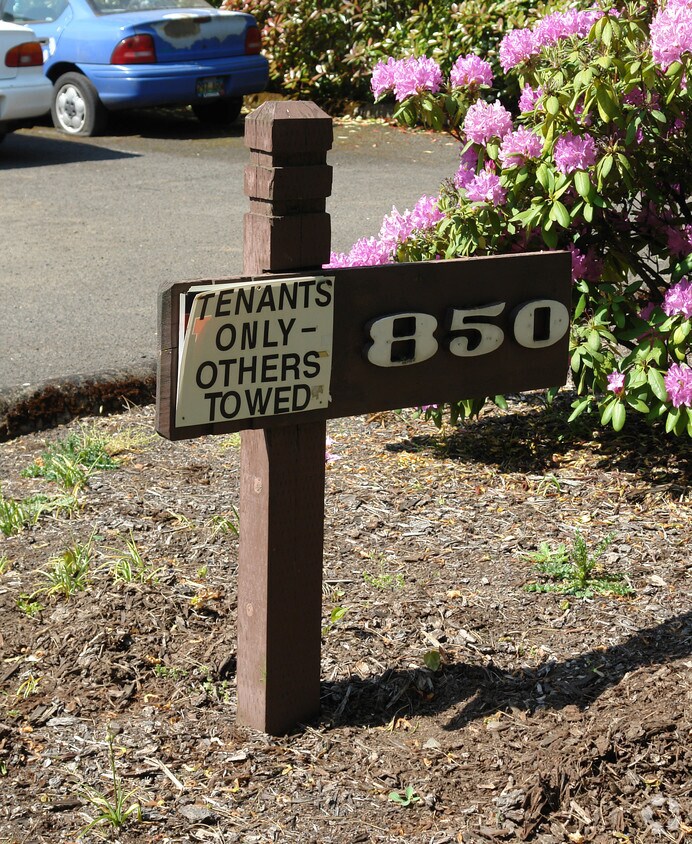 TENANTS
ONLY-
OTHERS
TOWED
850